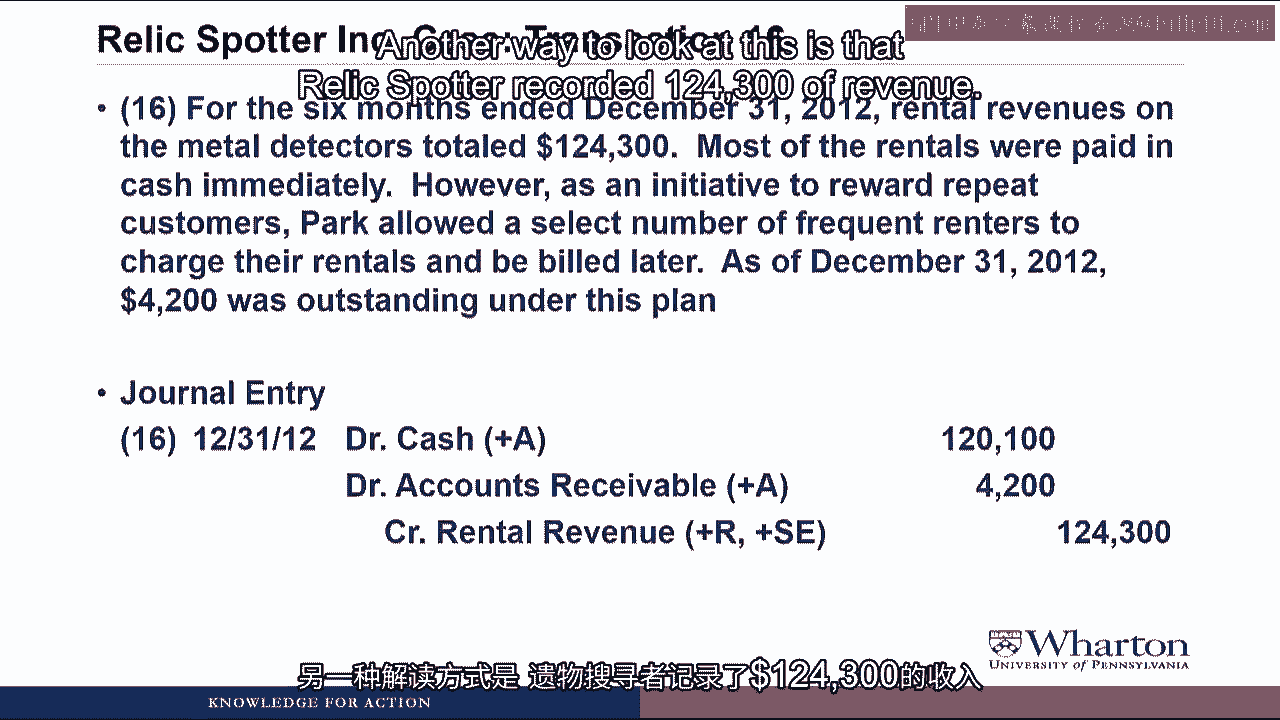 Relic Spotter Inc.
Another way to look at this is that
Relic Spotter recorded 124,300 of revenue.
• (16) For the six months ended December 31, 2012, rental revenues on
the metal detectors totaled $124,300. Most of the rentals were paid in
cash immediately. However, as an initiative to reward repeat
customers, Park allowed a select number of frequent renters to
charge their rentals and be billed later. As of December 31, 2012,
$4,200 was outstanding under this plan
• Journal Entry
(16) 12/31/12 Dr. Cash (+A) 120,100
Dr. Accounts Receivable (+A) 4,200
Cr. Rental Revenue (+R, +SE) 124,300
Wharton
UNIVERSITY of PENNSYLVANIA
另一种解读方式是 遗物搜寻者记录了$124,300的收入
KNOWLEDGE FOR ACTION